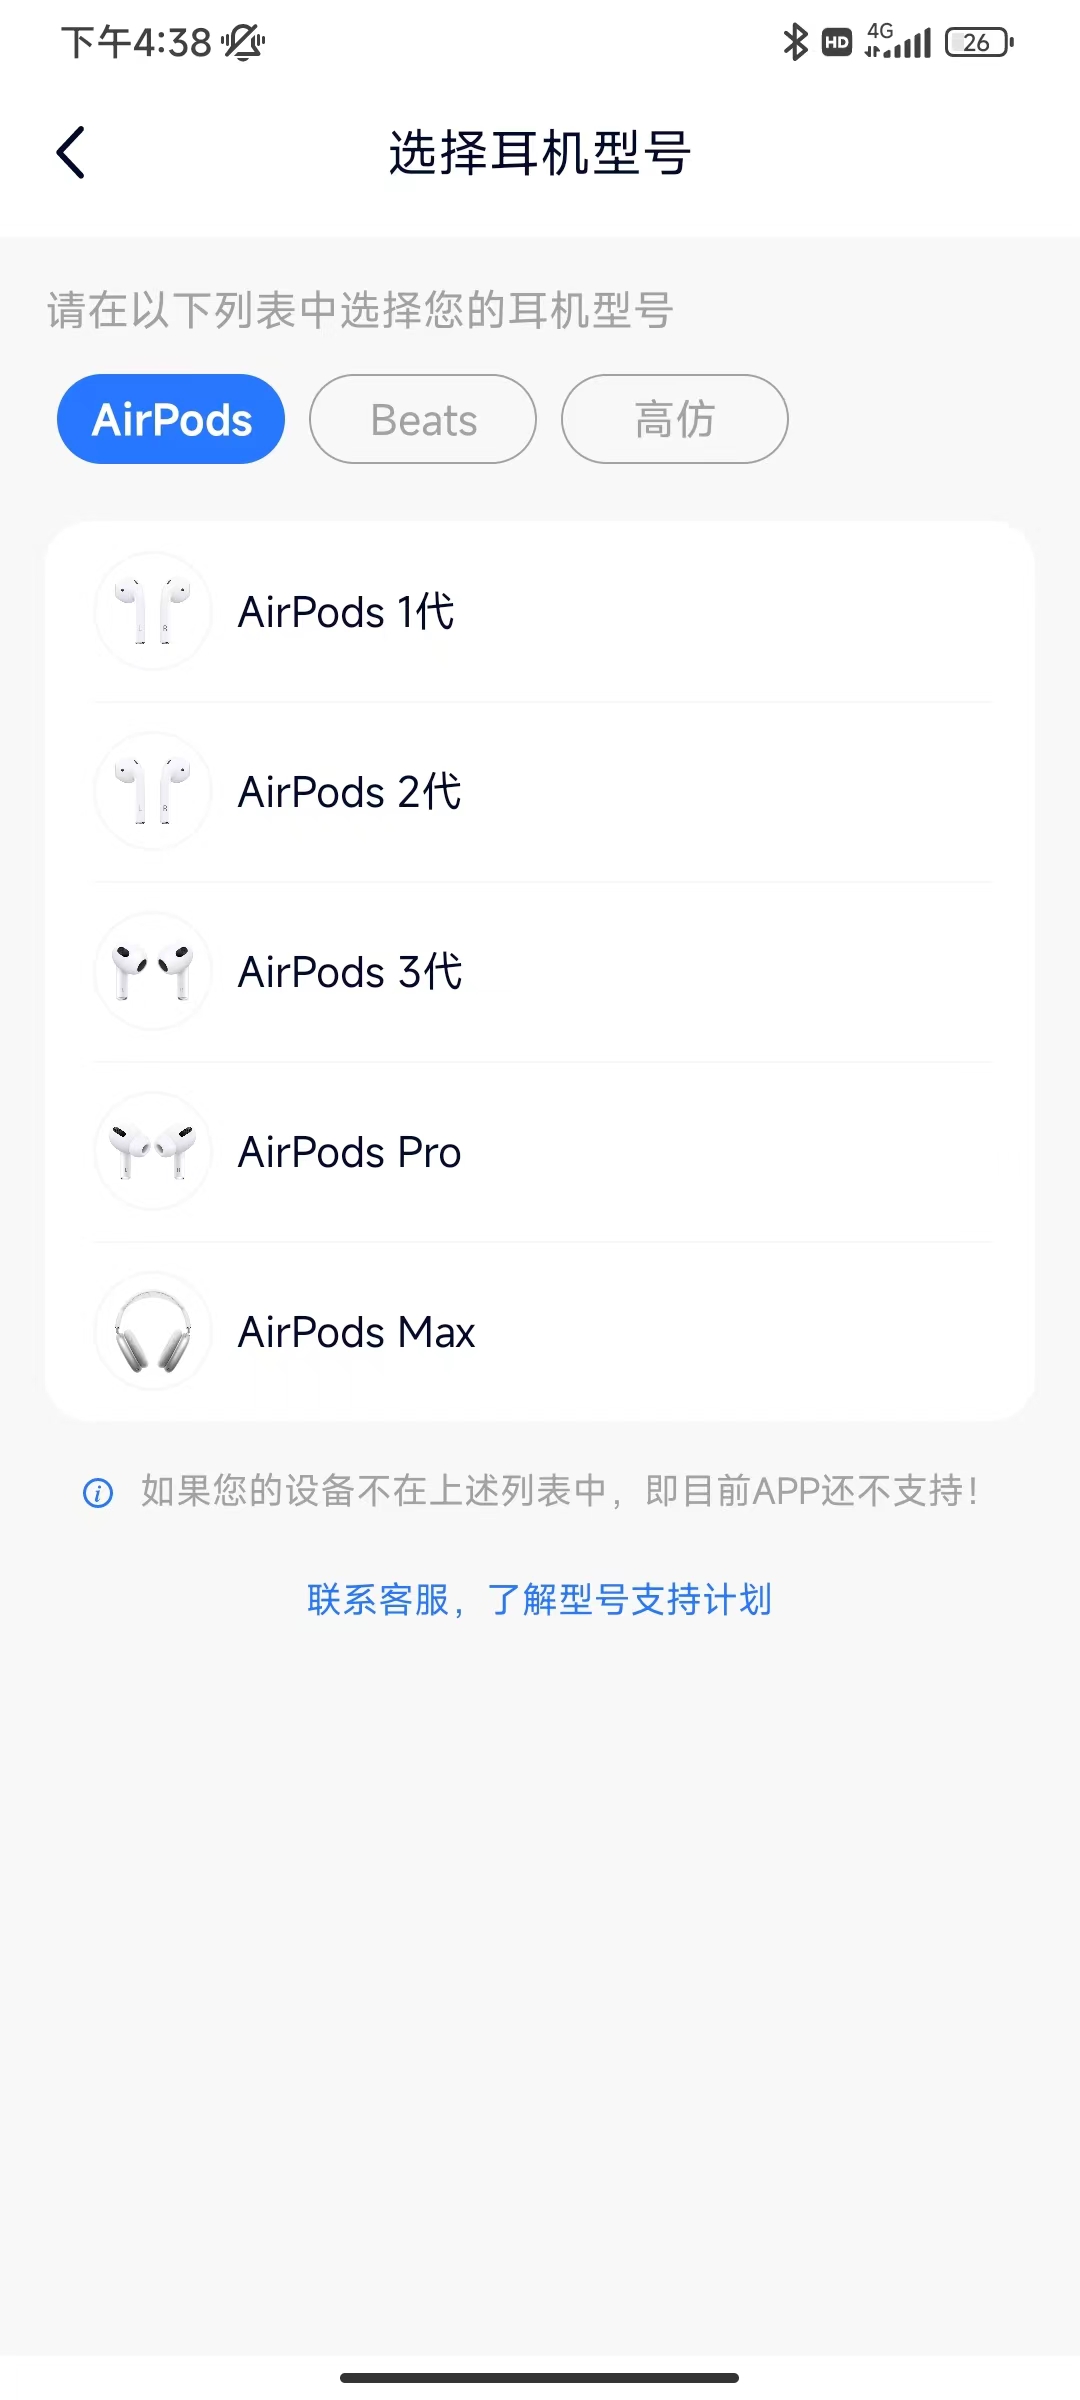 下午4:38
HD 4G 26
选择耳机型号
请在以下列表中选择您的耳机型号
AirPods Beats 高仿
AirPods 1代
AirPods 2代
AirPods 3代
AirPods Pro
AirPods Max
如果您的设备不在上述列表中，即目前APP还不支持！
联系客服，了解型号支持计划